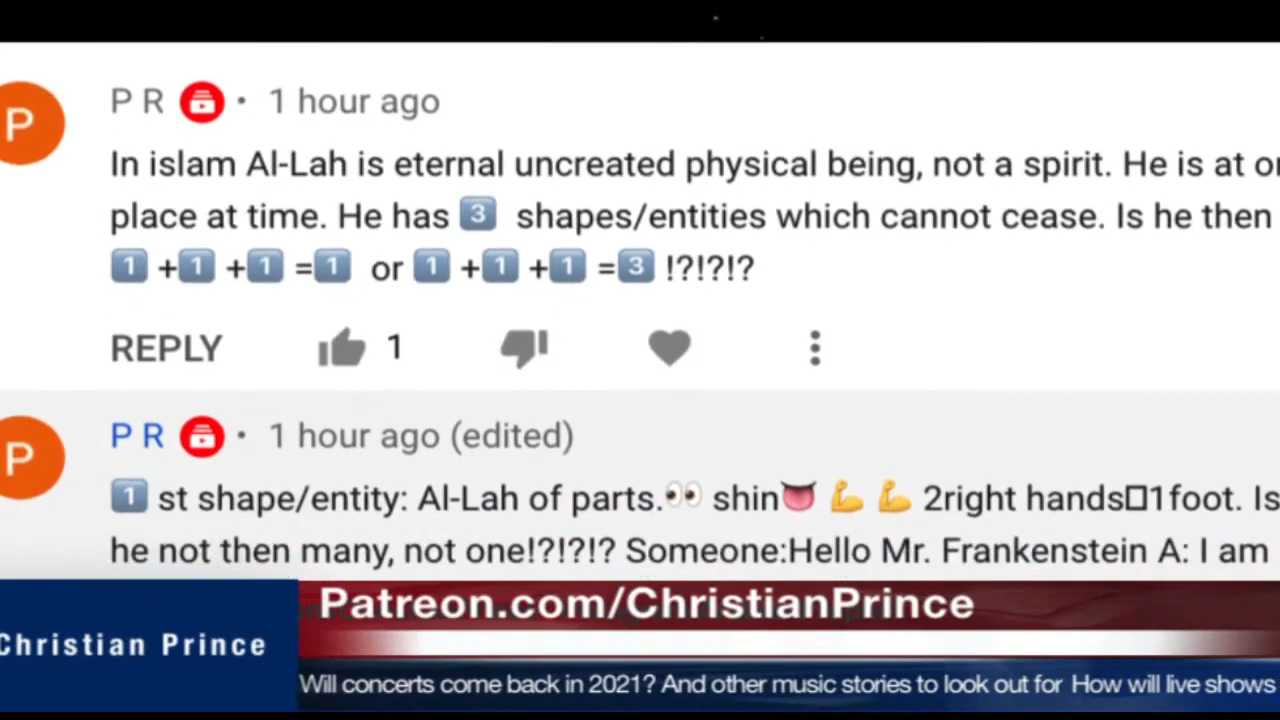 P
P R • 1 hour ago
In islam Al-Lah is eternal uncreated physical being, not a spirit. He is at
place at time. He has 3️⃣ shapes/entities which cannot cease. Is he then
1️⃣ +1️⃣ +1️⃣ =1️⃣ or 1️⃣ +1️⃣ +1️⃣ =3️⃣ !?!?!?
REPLY 1
P
P R • 1 hour ago (edited)
1️⃣ st shape/entity: Al-Lah of parts.👀 shin👅 💪 💪 2right hands□1foot. Is
he not then many, not one!?!?!? Someone:Hello Mr. Frankenstein A: I am
Patreon.com/ChristianPrince
Christian Prince
Will concerts come back in 2021? And other music stories to look out for How will live shows